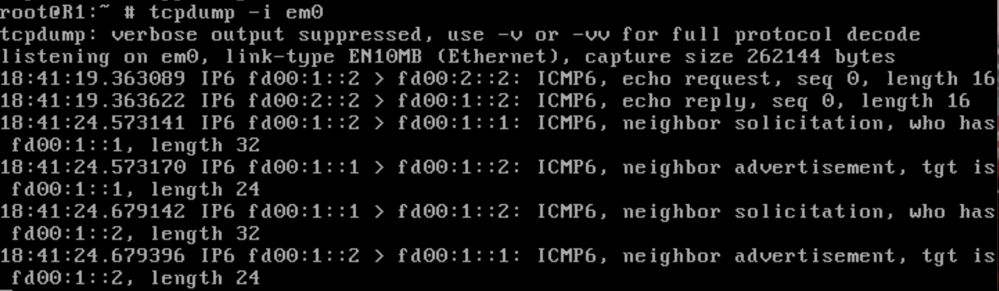 root@R1:~ # tcpdump -i em0
tcpdump: verbose output suppressed, use -v or -vv for full protocol decode
listening on em0, link-type EN10MB (Ethernet), capture size 262144 bytes
18:41:19.363089 IP6 fd00:1::2 > fd00:2::2: ICMP6, echo request, seq 0, length 16
18:41:19.363622 IP6 fd00:2::2 > fd00:1::2: ICMP6, echo reply, seq 0, length 16
18:41:24.573141 IP6 fd00:1::2 > fd00:1::1: ICMP6, neighbor solicitation, who has
 fd00:1::1, length 32
18:41:24.573170 IP6 fd00:1::1 > fd00:1::2: ICMP6, neighbor advertisement, tgt is
 fd00:1::1, length 24
18:41:24.679142 IP6 fd00:1::1 > fd00:1::2: ICMP6, neighbor solicitation, who has
 fd00:1::2, length 32
18:41:24.679396 IP6 fd00:1::2 > fd00:1::1: ICMP6, neighbor advertisement, tgt is
 fd00:1::2, length 24